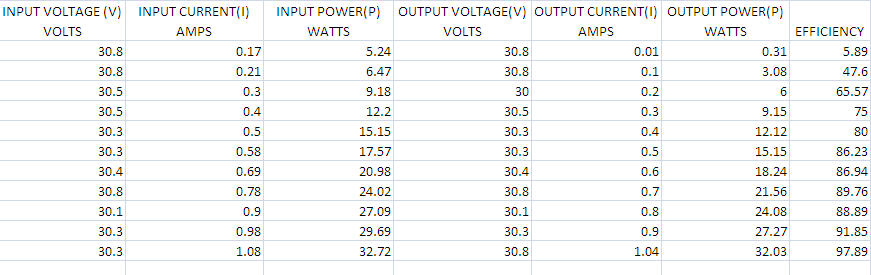 INPUT VOLTAGE (V) INPUT CURRENT(I) INPUT POWER(P) OUTPUT VOLTAGE(V) OUTPUT CURRENT(I) OUTPUT POWER(P)
VOLTS AMPS WATTS VOLTS AMPS WATTS EFFICIENCY
30.8 0.17 5.24 30.8 0.01 0.31 5.89
30.8 0.21 6.47 30.8 0.1 3.08 47.6
30.5 0.3 9.18 30 0.2 6 65.57
30.5 0.4 12.2 30.5 0.3 9.15 75
30.3 0.5 15.15 30.3 0.4 12.12 80
30.3 0.58 17.57 30.3 0.5 15.15 86.23
30.4 0.69 20.98 30.4 0.6 18.24 86.94
30.8 0.78 24.02 30.8 0.7 21.56 89.76
30.1 0.9 27.09 30.1 0.8 24.08 88.89
30.3 0.98 29.69 30.3 0.9 27.27 91.85
30.3 1.08 32.72 30.8 1.04 32.03 97.89